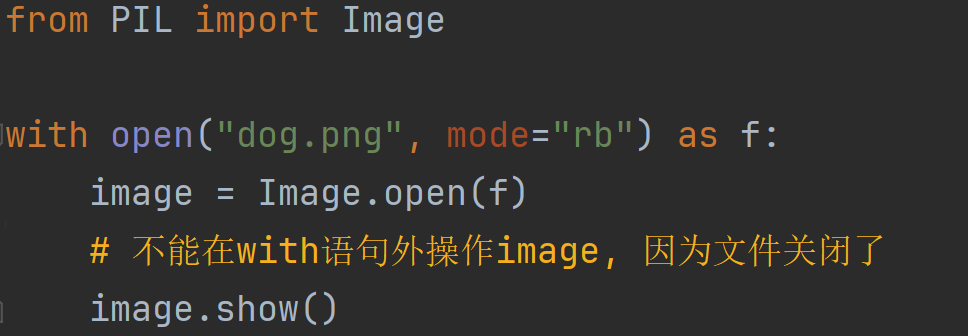 from PIL import Image
with open("dog.png", mode="rb") as f:
image = Image.open(f)
# 不能在with语句外操作image, 因为文件关闭了
image.show()